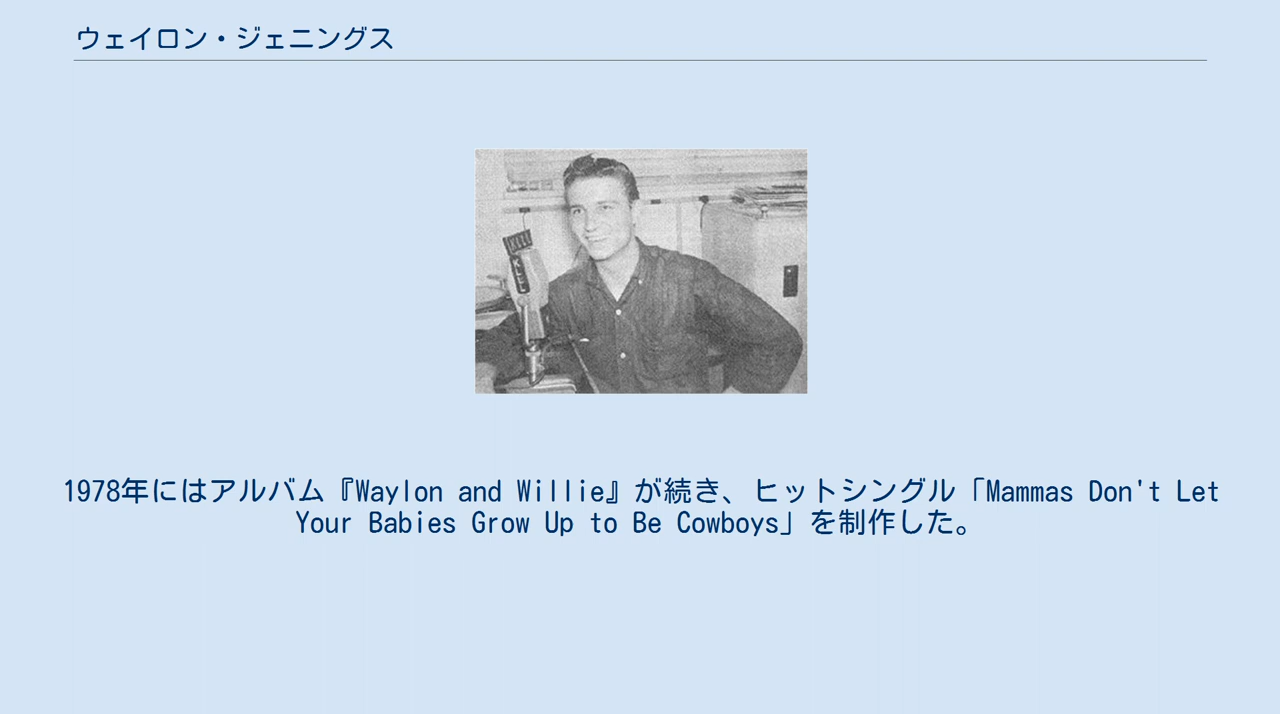 ウェイロン・ジェニングス
KLLL
1978年にはアルバム『Waylon and Willie』が続き、ヒットシングル「Mammas Don't Let
Your Babies Grow Up to Be Cowboys」を制作した。